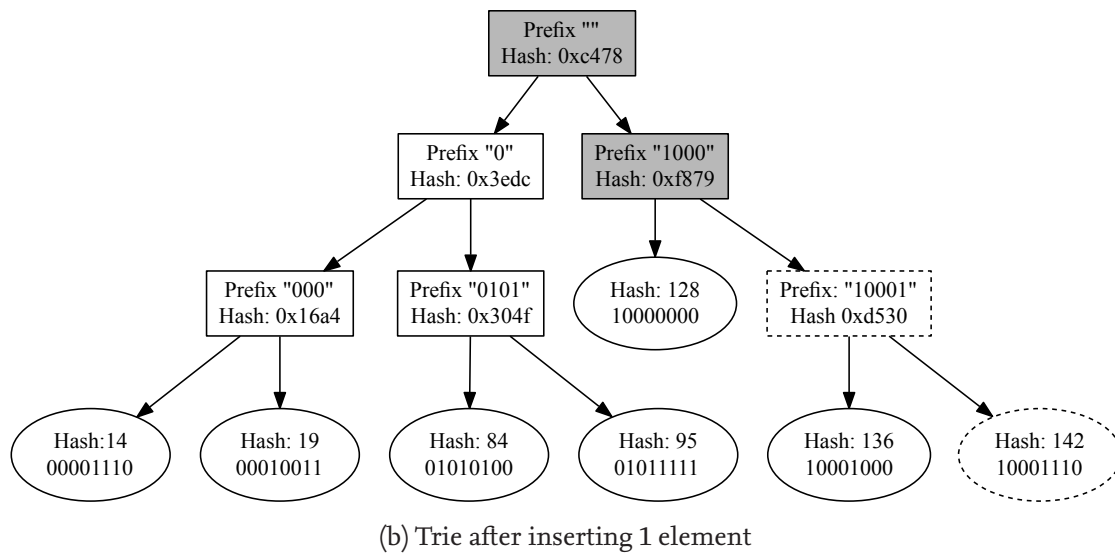 Prefix ""
Hash: 0xc478
Prefix "0"
Hash: 0x3edc
Prefix "1000"
Hash: 0xf879
Prefix "000"
Hash: 0x16a4
Prefix "0101"
Hash: 0x304f
Hash: 128
10000000
Prefix: "10001"
Hash 0xd530
Hash:14
00001110
Hash: 19
00010011
Hash: 84
01010100
Hash: 95
01011111
Hash: 136
10001000
Hash: 142
10001110
(b) Trie after inserting 1 element